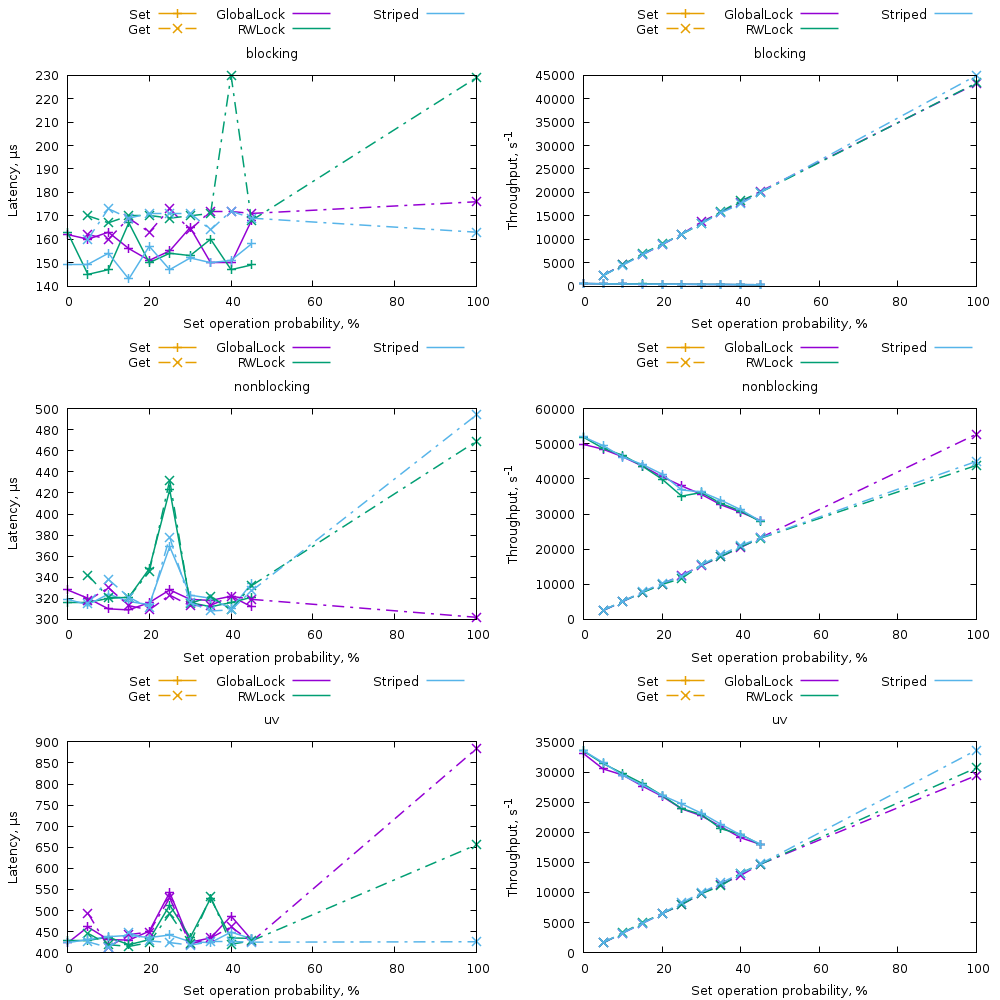 Set GlobalLock Striped
Get RWLock
blocking
Latency, µs
230
220
210
200
190
180
170
160
150
140
0 20 40 60 80 100
Set operation probability, %
Set GlobalLock Striped
Get RWLock
blocking
Throughput, s-1
45000
40000
35000
30000
25000
20000
15000
10000
5000
0
0 20 40 60 80 100
Set operation probability, %
Set GlobalLock Striped
Get RWLock
nonblocking
Latency, µs
500
480
460
440
420
400
380
360
340
320
300
0 20 40 60 80 100
Set operation probability, %
Set GlobalLock Striped
Get RWLock
nonblocking
Throughput, s-1
60000
50000
40000
30000
20000
10000
0
0 20 40 60 80 100
Set operation probability, %
Set GlobalLock Striped
Get RWLock
uv
Latency, µs
900
850
800
750
700
650
600
550
500
450
400
0 20 40 60 80 100
Set operation probability, %
Set GlobalLock Striped
Get RWLock
uv
Throughput, s-1
35000
30000
25000
20000
15000
10000
5000
0
0 20 40 60 80 100
Set operation probability, %